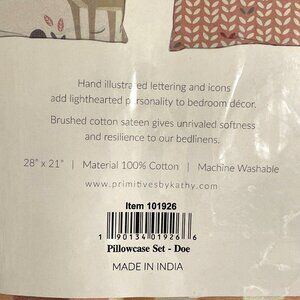 Hand illustrated lettering and icons
add lighthearted personality to bedroom décor.
Brushed cotton sateen gives unrivaled softness
and resilience to our bedlinens.
28" x 21" | Material 100% Cotton | Machine Washable
www.primitivesbykathy.com
Item 101926
1 90134 01926 6
Pillowcase Set - Doe
MADE IN INDIA